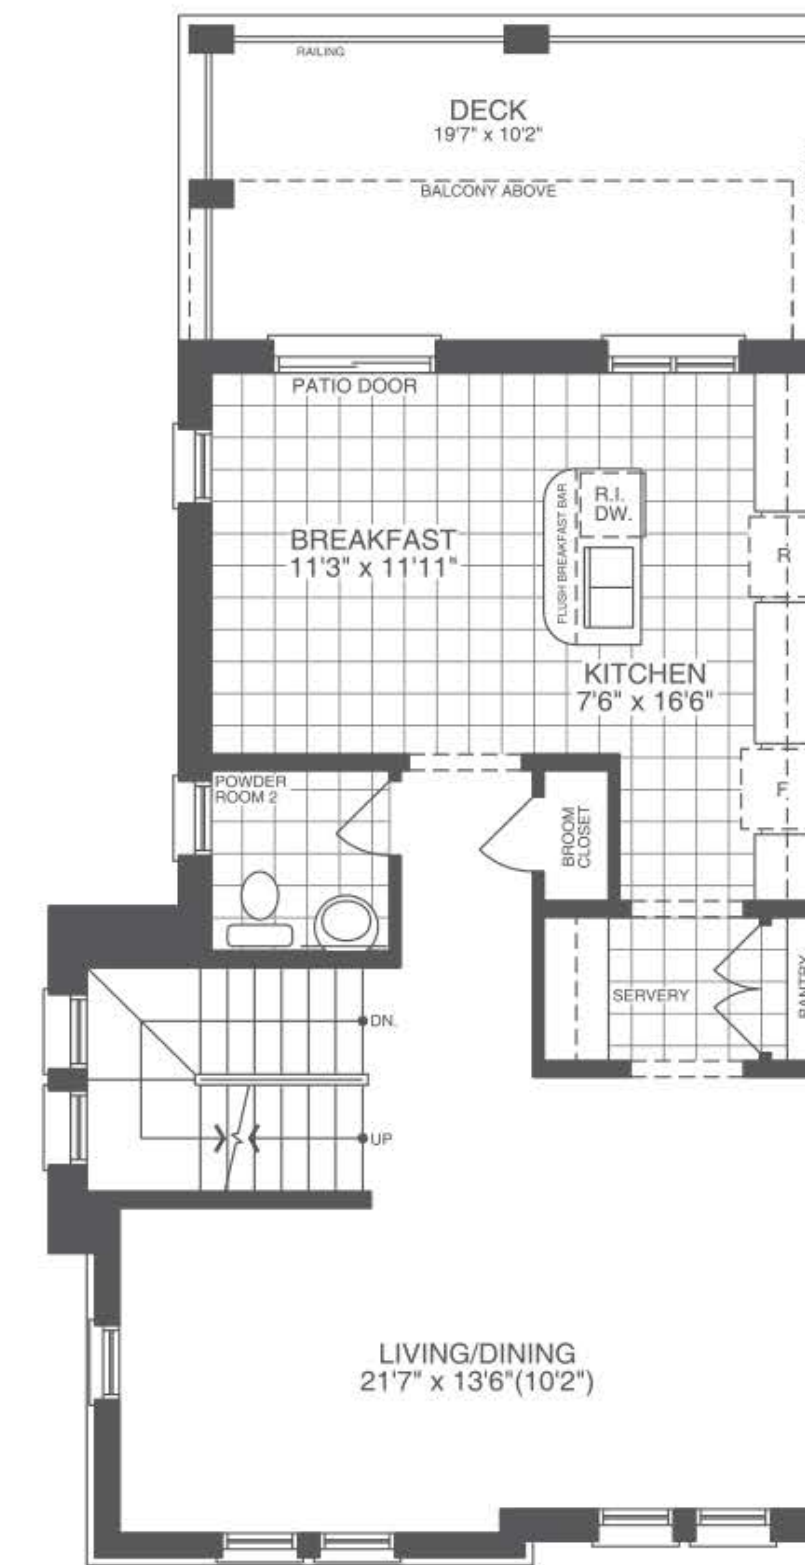 RAILING
DECK
19'7" x 10'2"
BALCONY ABOVE
PATIO DOOR
BREAKFAST
11'3" x 11'11"
FLUSH BREAKFAST BAR
R.I.
DW.
R
KITCHEN
7'6" x 16'6"
F.
POWDER
ROOM 2
BROOM
CLOSET
SERVERY
PANTRY
DN.
UP
LIVING/DINING
21'7" x 13'6"(10'2")